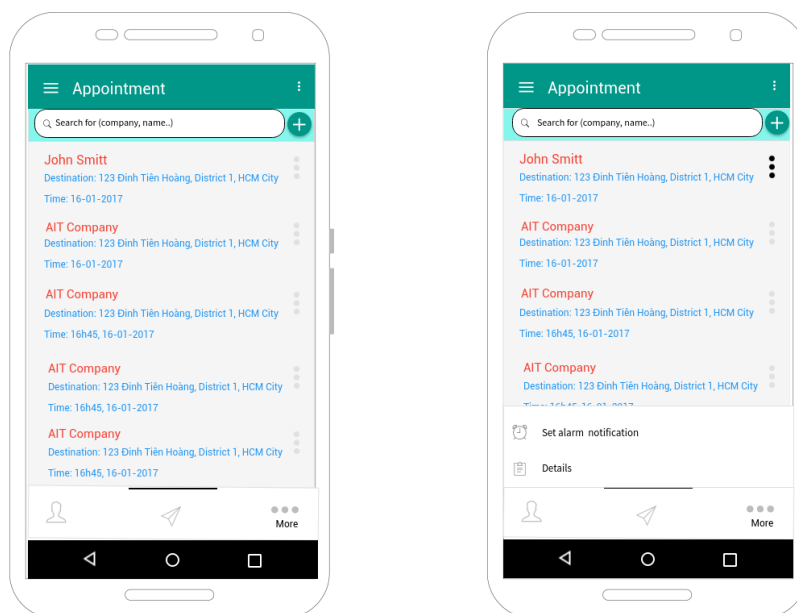 Appointment
Search for (company, name..)
John Smitt
Destination: 123 Đinh Tiên Hoàng, District 1, HCM City
Time: 16-01-2017
AIT Company
Destination: 123 Đinh Tiên Hoàng, District 1, HCM City
Time: 16-01-2017
AIT Company
Destination: 123 Đinh Tiên Hoàng, District 1, HCM City
Time: 16h45, 16-01-2017
AIT Company
Destination: 123 Đinh Tiên Hoàng, District 1, HCM City
Time: 16h45, 16-01-2017
AIT Company
Destination: 123 Đinh Tiên Hoàng, District 1, HCM City
Time: 16h45, 16-01-2017
More
Appointment
Search for (company, name..)
John Smitt
Destination: 123 Đinh Tiên Hoàng, District 1, HCM City
Time: 16-01-2017
AIT Company
Destination: 123 Đinh Tiên Hoàng, District 1, HCM City
Time: 16-01-2017
AIT Company
Destination: 123 Đinh Tiên Hoàng, District 1, HCM City
Time: 16h45, 16-01-2017
AIT Company
Destination: 123 Đinh Tiên Hoàng, District 1, HCM City
Time: 16h45, 16-01-2017
Set alarm notification
Details
More